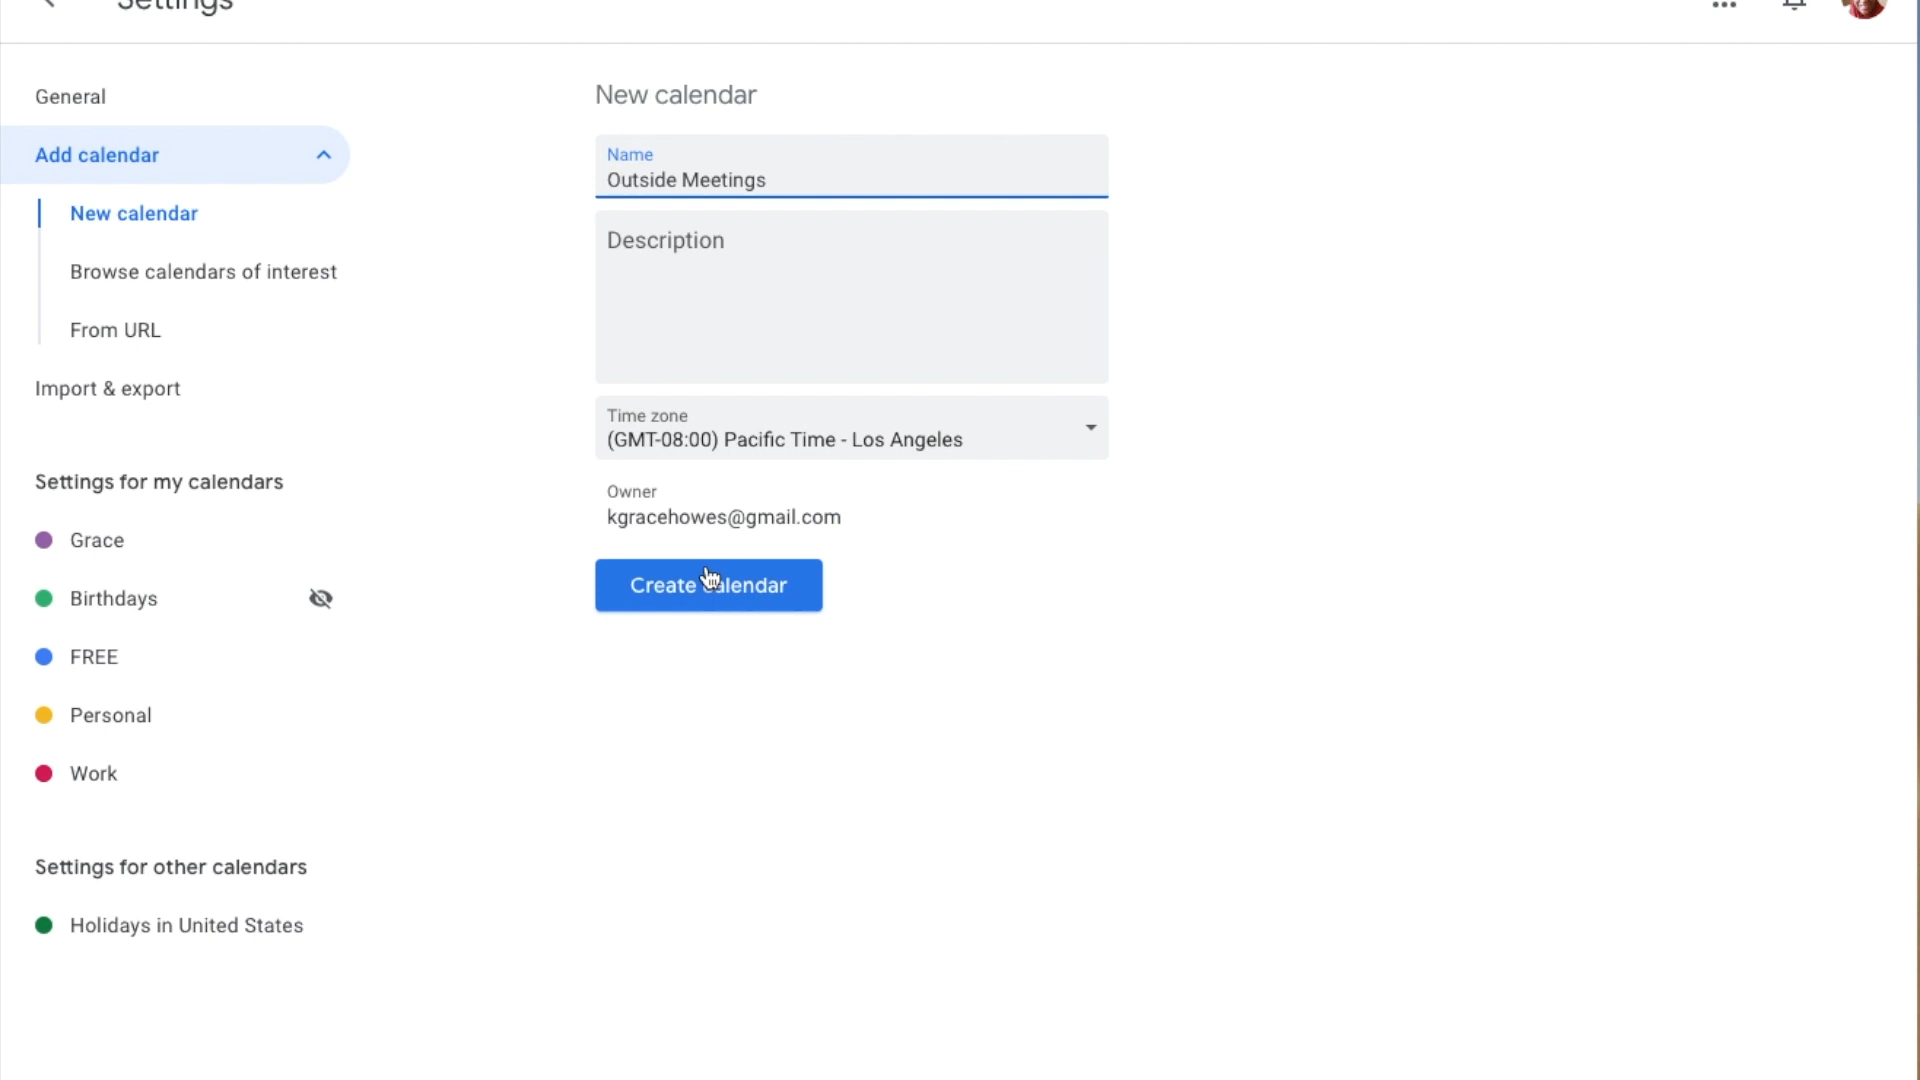 Settings
General
New calendar
Add calendar
Name
Outside Meetings
New calendar
Description
Browse calendars of interest
From URL
Import & export
Time zone
(GMT-08:00) Pacific Time - Los Angeles
Settings for my calendars
Owner
kgracehowes@gmail.com
Grace
Create calendar
Birthdays
FREE
Personal
Work
Settings for other calendars
Holidays in United States